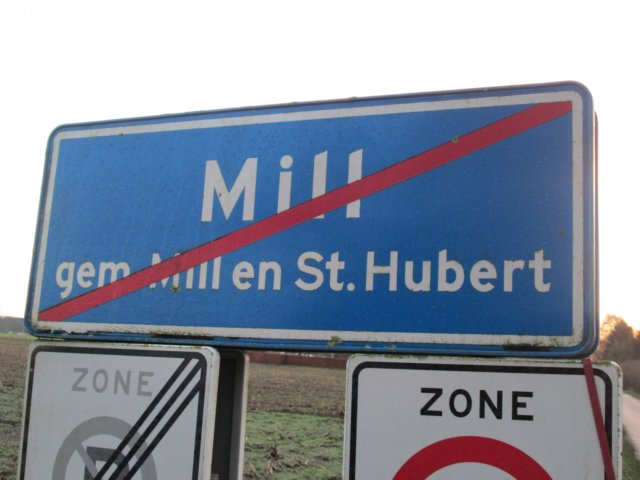 Mill
gem. Mill en St. Hubert
ZONE
ZONE